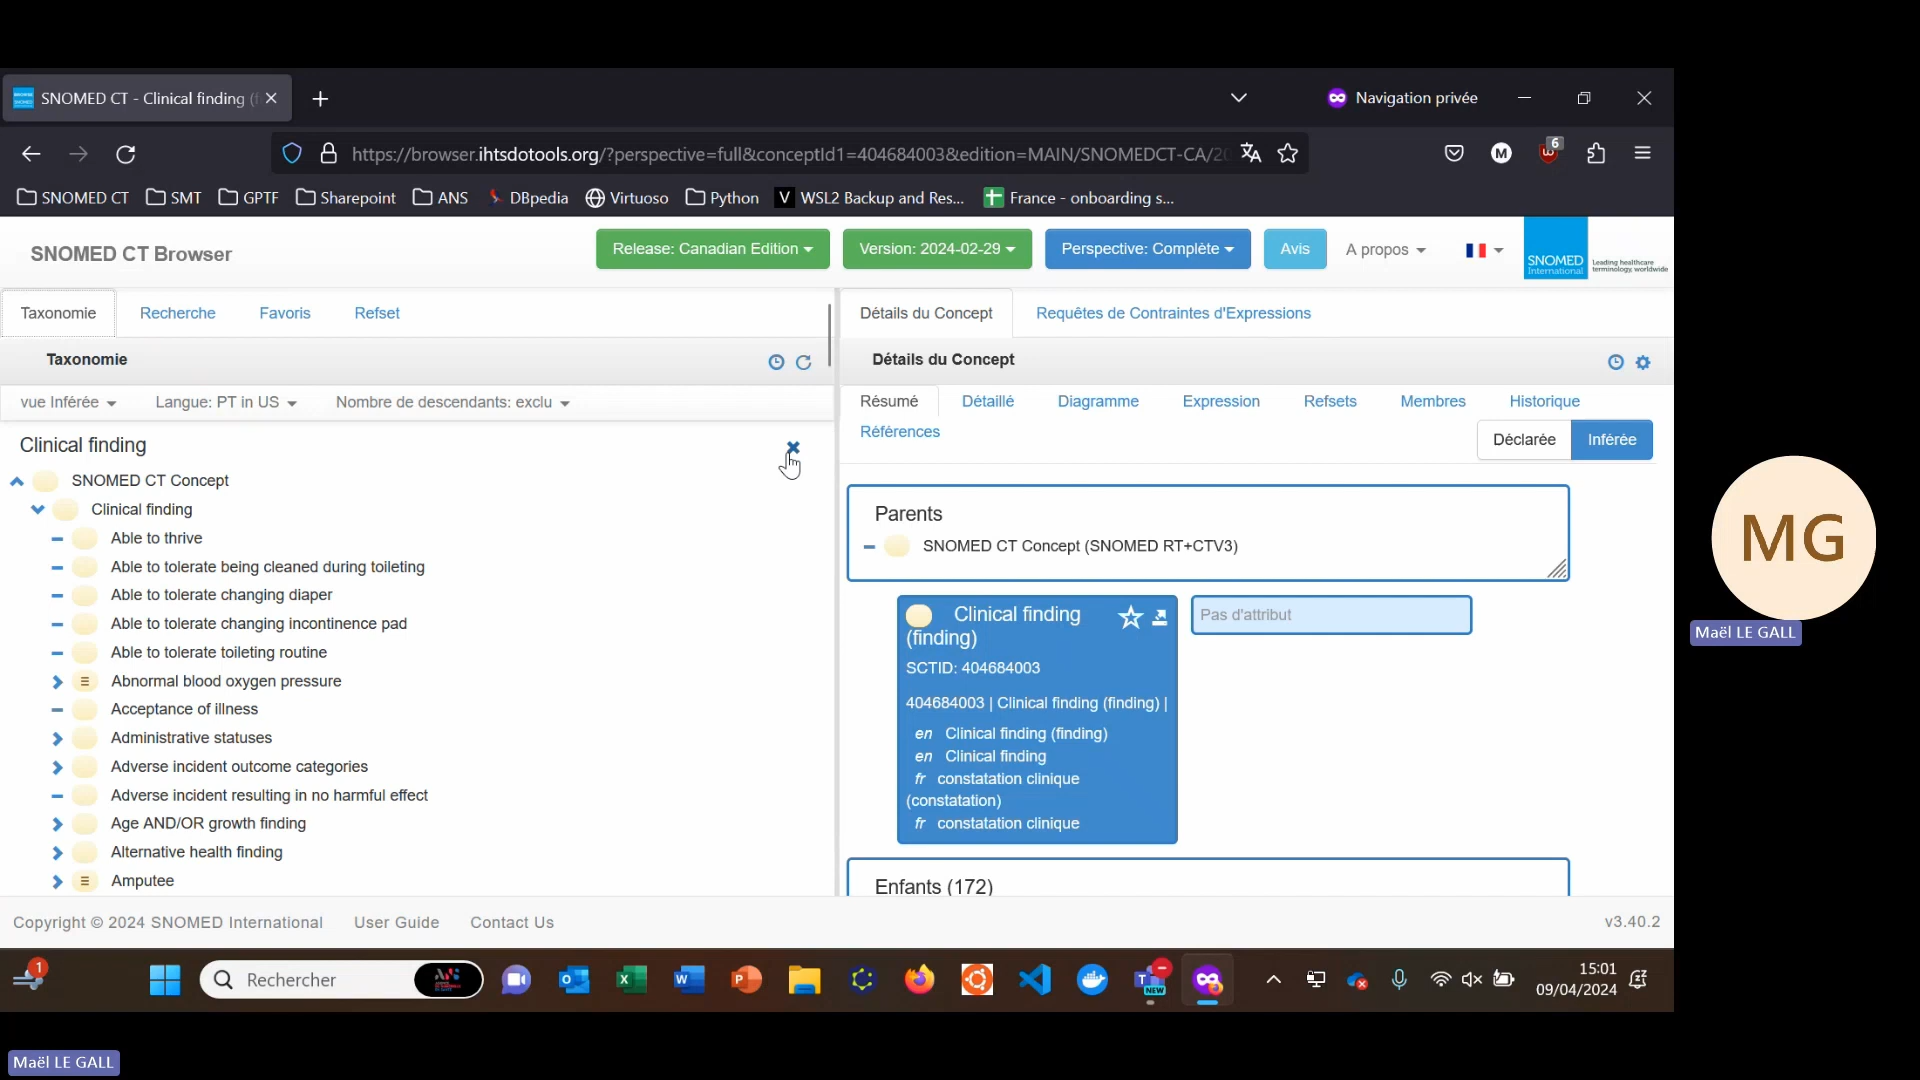 SNOMED CT - Clinical finding (f
Navigation privée
https://browser.ihtsdotools.org/?perspective=full&conceptId1=404684003&edition=MAIN/SNOMEDCT-CA/20
6
M
SNOMED CT
SMT
GPTF
Sharepoint
ANS
DBpedia
Virtuoso
Python
V WSL2 Backup and Res...
France - onboarding s...
SNOMED CT Browser
Release: Canadian Edition
Version: 2024-02-29
Perspective: Complète
Avis
A propos
SNOMED
International
Leading healthcare
terminology, worldwide
Taxonomie
Recherche
Favoris
Refset
Taxonomie
vue Inférée
Langue: PT in US
Nombre de descendants: exclu
Clinical finding
SNOMED CT Concept
Clinical finding
Able to thrive
Able to tolerate being cleaned during toileting
Able to tolerate changing diaper
Able to tolerate changing incontinence pad
Able to tolerate toileting routine
Abnormal blood oxygen pressure
Acceptance of illness
Administrative statuses
Adverse incident outcome categories
Adverse incident resulting in no harmful effect
Age AND/OR growth finding
Alternative health finding
Amputee
Détails du Concept
Requêtes de Contraintes d'Expressions
Détails du Concept
Résumé
Détaillé
Diagramme
Expression
Refsets
Membres
Historique
Références
Déclarée
Inférée
Parents
SNOMED CT Concept (SNOMED RT+CTV3)
Clinical finding
(finding)
SCTID: 404684003
404684003 | Clinical finding (finding) |
en Clinical finding (finding)
en Clinical finding
fr constatation clinique
(constatation)
fr constatation clinique
Pas d'attribut
Enfants (172)
Copyright © 2024 SNOMED International
User Guide
Contact Us
v3.40.2
1
Rechercher
NEW
15:01
09/04/2024
MG
Maël LE GALL
Maël LE GALL